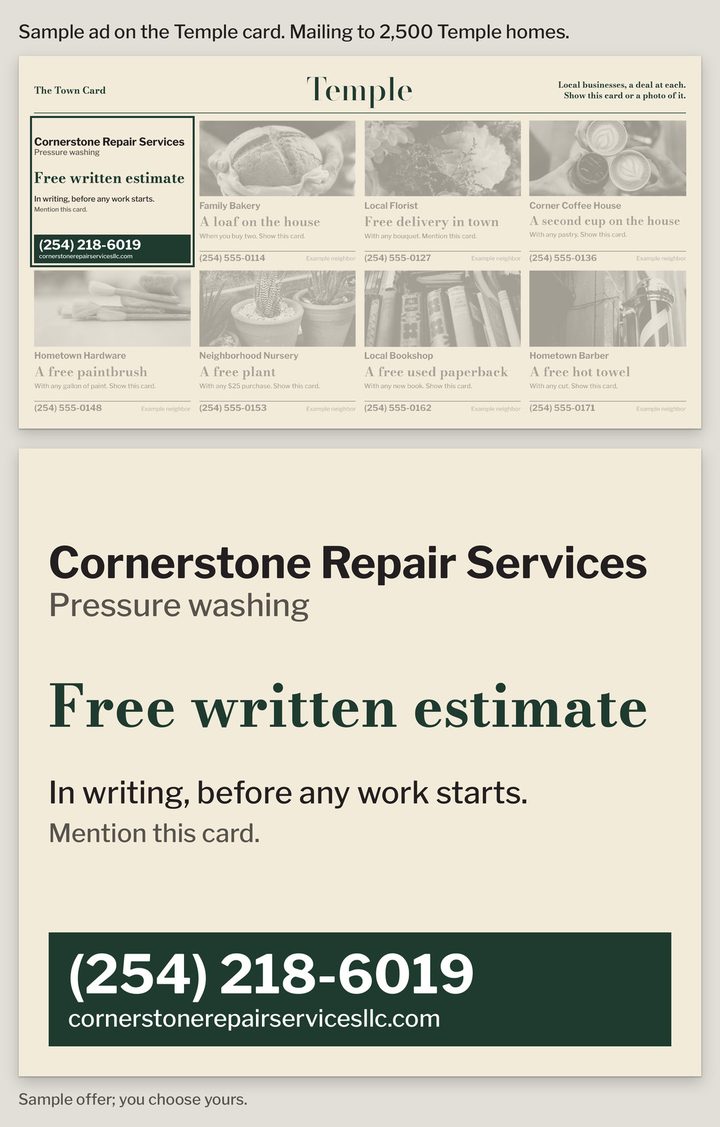 Sample ad on the Temple card. Mailing to 2,500 Temple homes.
The Town Card
Temple
Local businesses, a deal at each.
Show this card or a photo of it.
Cornerstone Repair Services
Pressure washing
Free written estimate
In writing, before any work starts.
Mention this card.
(254) 218-6019
cornerstonerepairservicesllc.com
Family Bakery
A loaf on the house
When you buy two. Show this card.
(254) 555-0114
Example neighbor
Local Florist
Free delivery in town
With any bouquet. Mention this card.
(254) 555-0127
Example neighbor
Corner Coffee House
A second cup on the house
With any pastry. Show this card.
(254) 555-0136
Example neighbor
Hometown Hardware
A free paintbrush
With any gallon of paint. Show this card.
(254) 555-0148
Example neighbor
Neighborhood Nursery
A free plant
With any $25 purchase. Show this card.
(254) 555-0153
Example neighbor
Local Bookshop
A free used paperback
With any new book. Show this card.
(254) 555-0162
Example neighbor
Hometown Barber
A free hot towel
With any cut. Show this card.
(254) 555-0171
Example neighbor
Cornerstone Repair Services
Pressure washing
Free written estimate
In writing, before any work starts.
Mention this card.
(254) 218-6019
cornerstonerepairservicesllc.com
Sample offer; you choose yours.